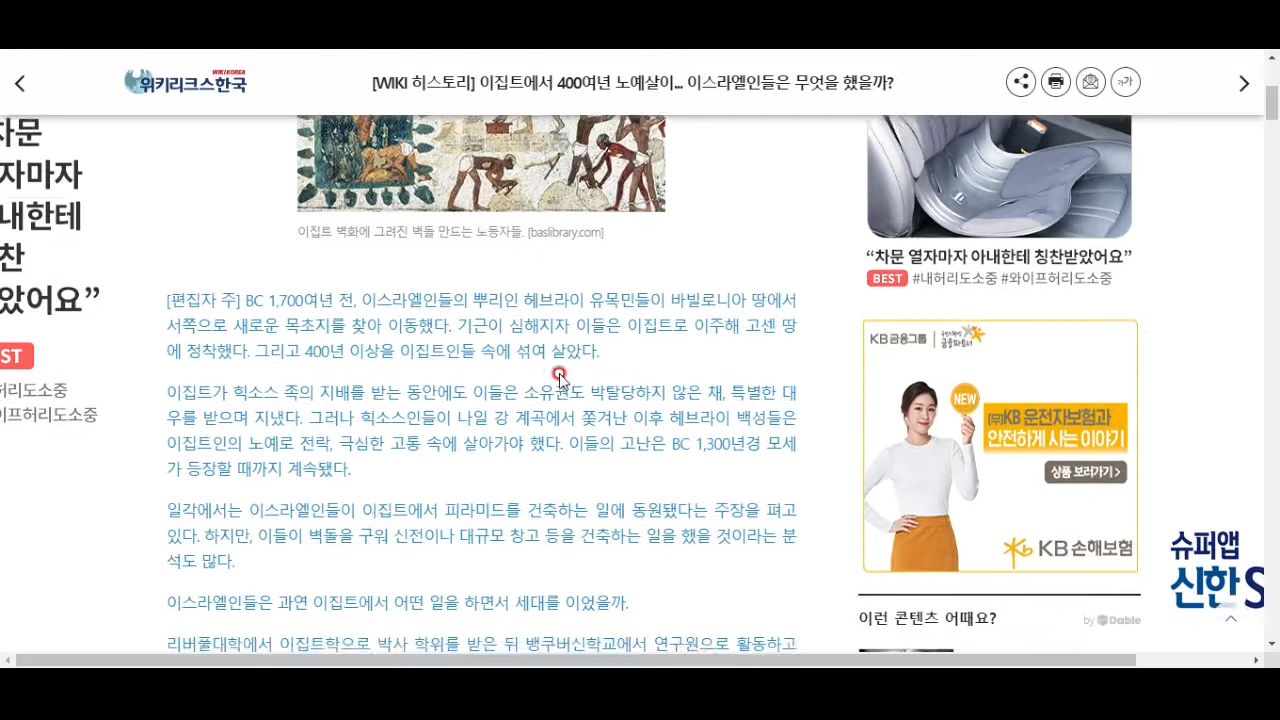 WIKI KOREA
위키리크스한국
[WIKI 히스토리] 이집트에서 400여년 노예살이... 이스라엘인들은 무엇을 했을까?
가가
차문
자마자
내한테
찬
았어요”
ST
허리도소중
이프허리도소중
이집트 벽화에 그려진 벽돌 만드는 노동자들. [baslibrary.com]
[편집자 주] BC 1,700여년 전, 이스라엘인들의 뿌리인 헤브라이 유목민들이 바빌로니아 땅에서
서쪽으로 새로운 목초지를 찾아 이동했다. 기근이 심해지자 이들은 이집트로 이주해 고센 땅
에 정착했다. 그리고 400년 이상을 이집트인들 속에 섞여 살았다.
이집트가 힉소스 족의 지배를 받는 동안에도 이들은 소유권도 박탈당하지 않은 채, 특별한 대
우를 받으며 지냈다. 그러나 힉소스인들이 나일 강 계곡에서 쫓겨난 이후 헤브라이 백성들은
이집트인의 노예로 전락, 극심한 고통 속에 살아가야 했다. 이들의 고난은 BC 1,300년경 모세
가 등장할 때까지 계속됐다.
일각에서는 이스라엘인들이 이집트에서 피라미드를 건축하는 일에 동원됐다는 주장을 펴고
있다. 하지만, 이들이 벽돌을 구워 신전이나 대규모 창고 등을 건축하는 일을 했을 것이라는 분
석도 많다.
이스라엘인들은 과연 이집트에서 어떤 일을 하면서 세대를 이었을까.
리버풀대학에서 이집트학으로 박사 학위를 받은 뒤 뱅쿠버신학교에서 연구원으로 활동하고
“차문 열자마자 아내한테 칭찬받았어요”
BEST #내허리도소중 #와이프허리도소중
KB금융그룹
금융파트너
NEW
(무)KB 운전자보험과
안전하게 사는 이야기
상품 보러가기>
KB손해보험
이런 콘텐츠 어때요?
by Dable
슈퍼앱
신한 S